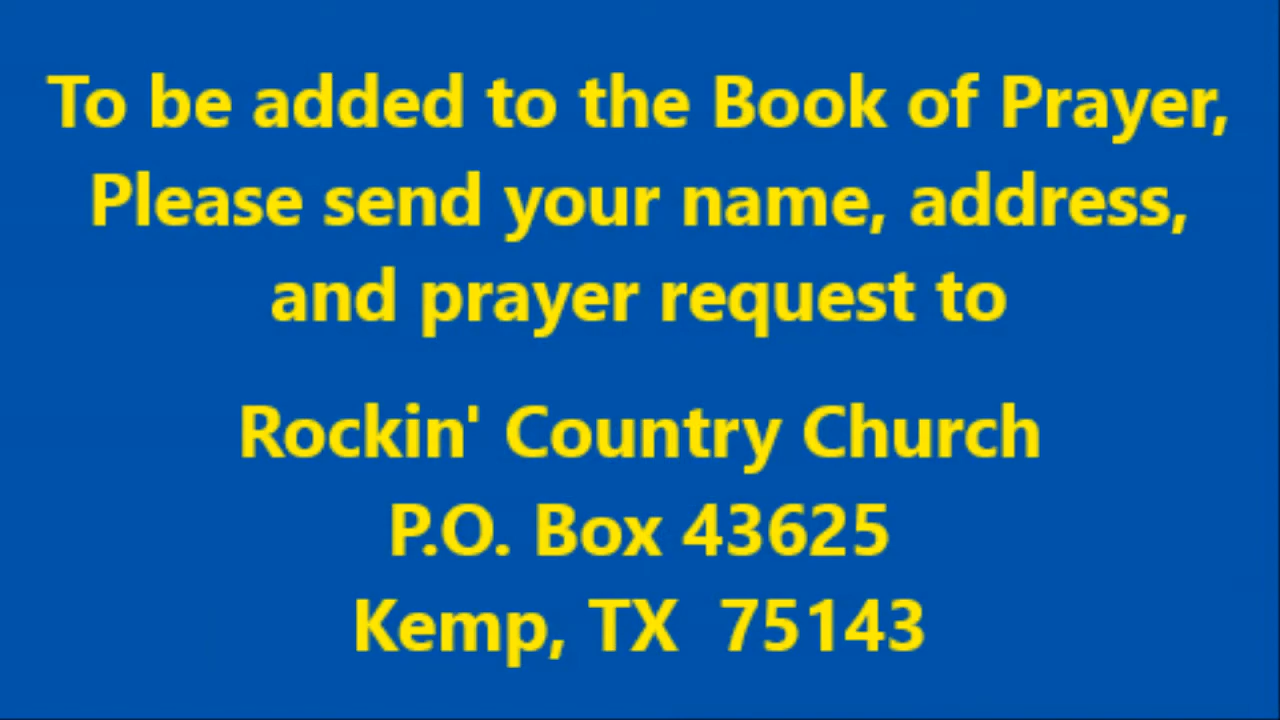 To be added to the Book of Prayer,
Please send your name, address,
and prayer request to
Rockin' Country Church
P.O. Box 43625
Kemp, TX  75143